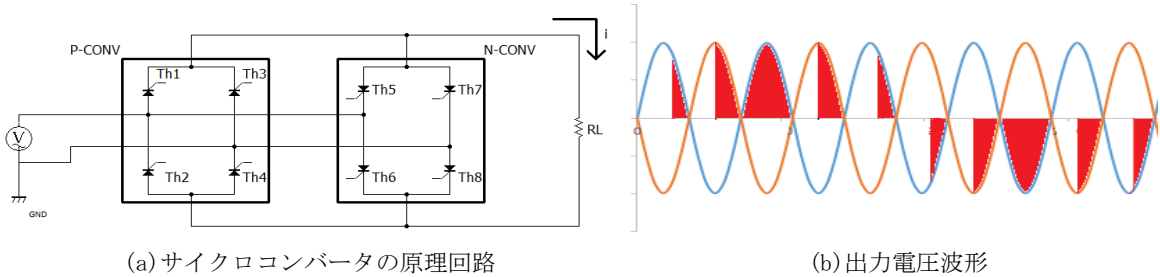 P-CONV
N-CONV
i
Th1
Th3
Th5
Th7
V
RL
Th2
Th4
Th6
Th8
GND
(a)サイクロコンバータの原理回路
(b)出力電圧波形